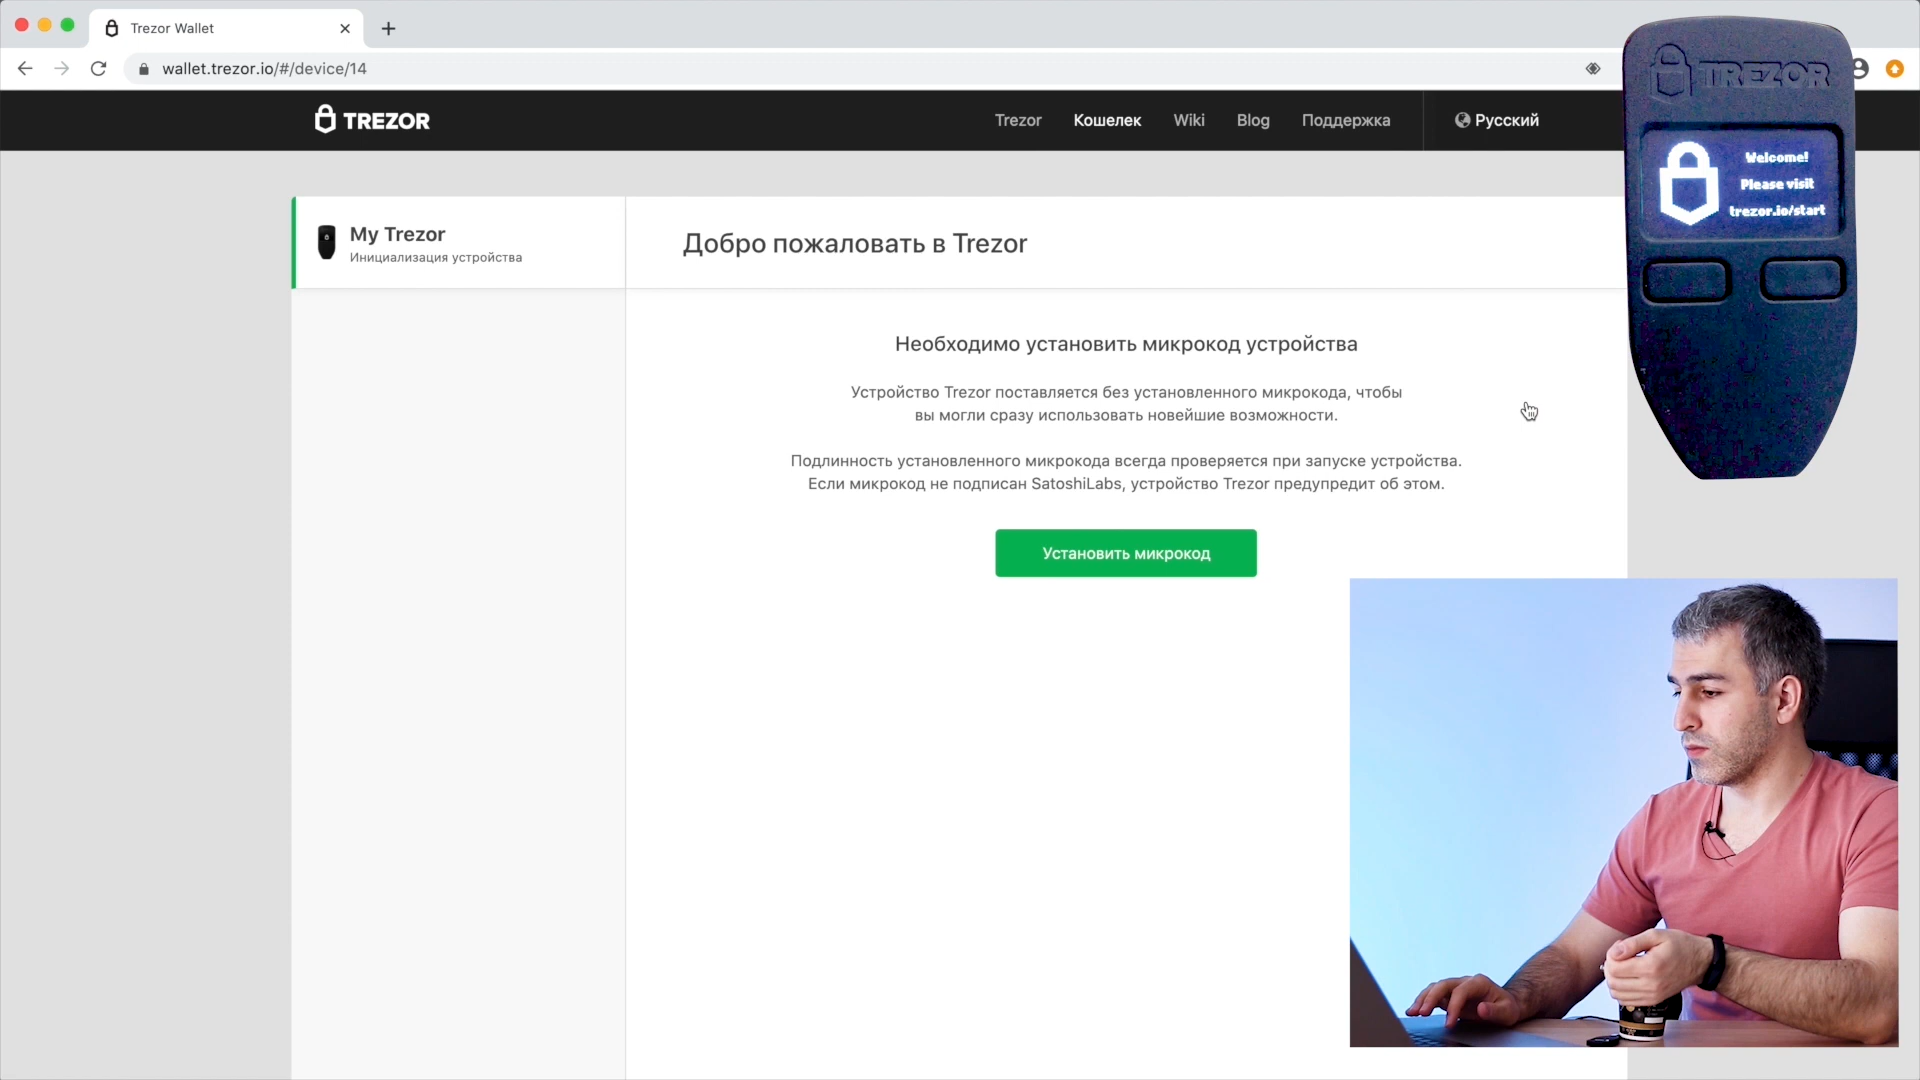 Trezor Wallet
wallet.trezor.io/#/device/14
TREZOR
Trezor
Кошелек
Wiki
Blog
Поддержка
Русский
TREZOR
Welcome!
Please visit
trezor.io/start
My Trezor
Инициализация устройства
Добро пожаловать в Trezor
Необходимо установить микрокод устройства
Устройство Trezor поставляется без установленного микрокода, чтобы
вы могли сразу использовать новейшие возможности.
Подлинность установленного микрокода всегда проверяется при запуске устройства.
Если микрокод не подписан SatoshiLabs, устройство Trezor предупредит об этом.
Установить микрокод